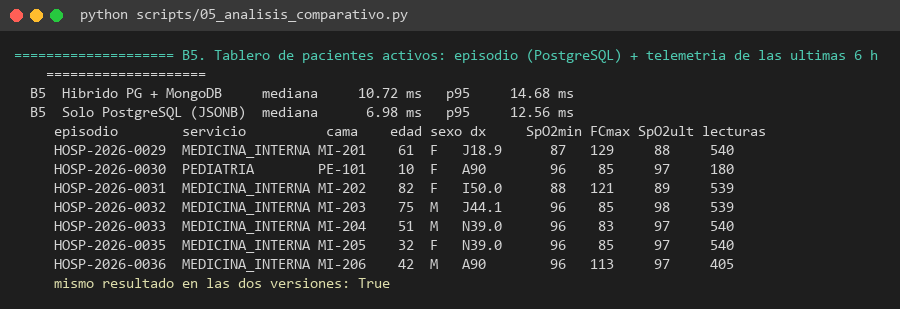 python scripts/05_analisis_comparativo.py
==================== B5. Tablero de pacientes activos: episodio (PostgreSQL) + telemetria de las ultimas 6 h
====================
B5  Hibrido PG + MongoDB     mediana     10.72 ms   p95     14.68 ms
B5  Solo PostgreSQL (JSONB)  mediana      6.98 ms   p95     12.56 ms
episodio        servicio          cama    edad sexo dx     SpO2min FCmax SpO2ult lecturas
HOSP-2026-0029  MEDICINA_INTERNA MI-201    61  F   J18.9      87   129     88     540
HOSP-2026-0030  PEDIATRIA        PE-101    10  F   A90        96    85     97     180
HOSP-2026-0031  MEDICINA_INTERNA MI-202    82  F   I50.0      88   121     89     539
HOSP-2026-0032  MEDICINA_INTERNA MI-203    75  M   J44.1      96    85     98     539
HOSP-2026-0033  MEDICINA_INTERNA MI-204    51  M   N39.0      96    83     97     540
HOSP-2026-0035  MEDICINA_INTERNA MI-205    32  F   N39.0      96    85     97     540
HOSP-2026-0036  MEDICINA_INTERNA MI-206    42  M   A90        96   113     97     405
mismo resultado en las dos versiones: True